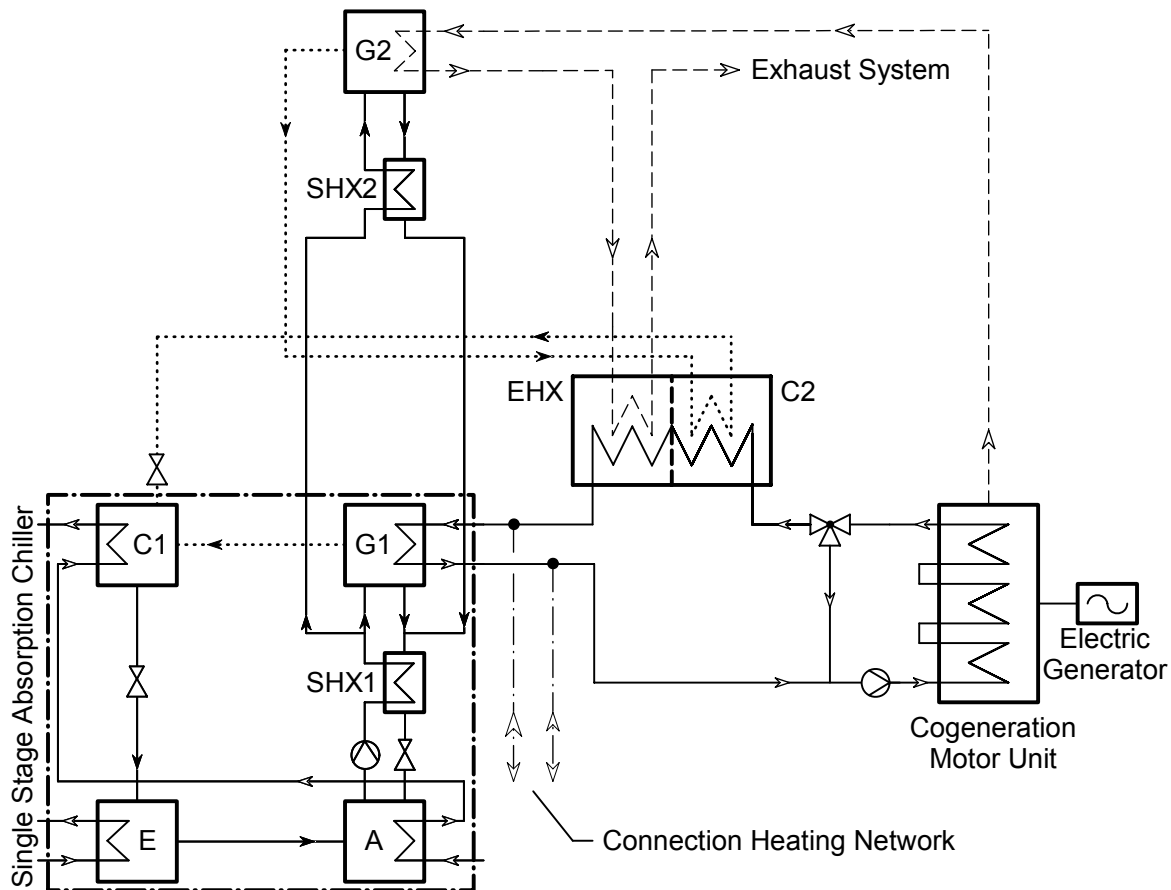 G2
Exhaust System
SHX2
EHX
C2
Single Stage Absorption Chiller
C1
G1
SHX1
Electric
Generator
Cogeneration
Motor Unit
E
A
Connection Heating Network